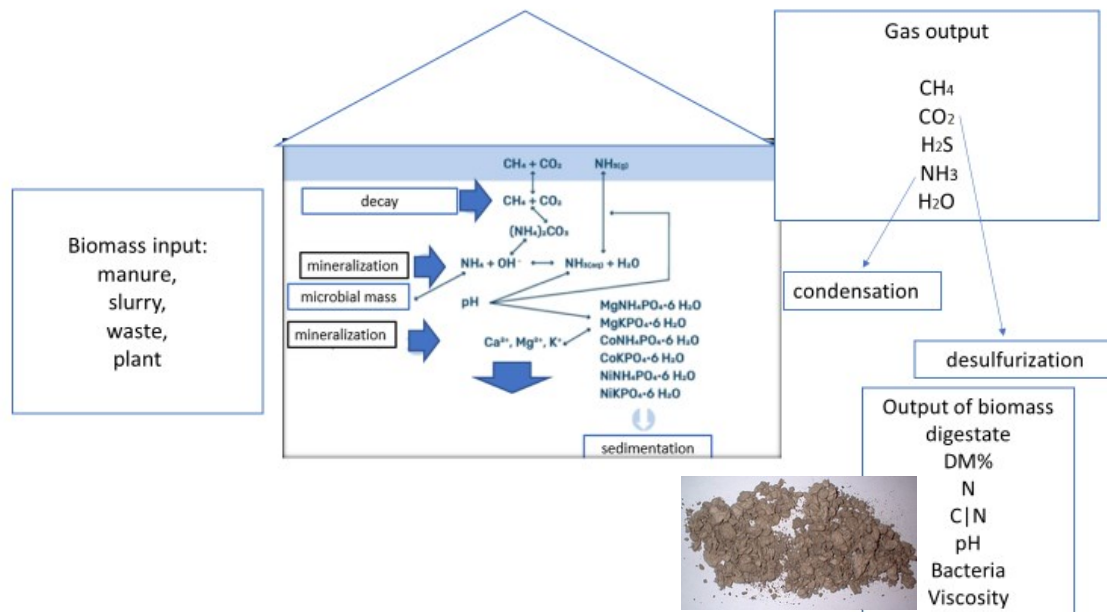 Biomass input:
manure,
slurry,
waste,
plant
CH₄ + CO₂
NH₃₍g₎
decay
CH₄ + CO₂
(NH₄)₂CO₃
mineralization
NH₄ + OH⁻
NH₃₍aq₎ + H₂O
microbial mass
pH
mineralization
Ca²⁺, Mg²⁺, K⁺
MgNH₄PO₄•6 H₂O
MgKPO₄•6 H₂O
CoNH₄PO₄•6 H₂O
CoKPO₄•6 H₂O
NiNH₄PO₄•6 H₂O
NiKPO₄•6 H₂O
sedimentation
Gas output
CH4
CO2
H2S
NH3
H2O
condensation
desulfurization
Output of biomass
digestate
DM%
N
C|N
pH
Bacteria
Viscosity